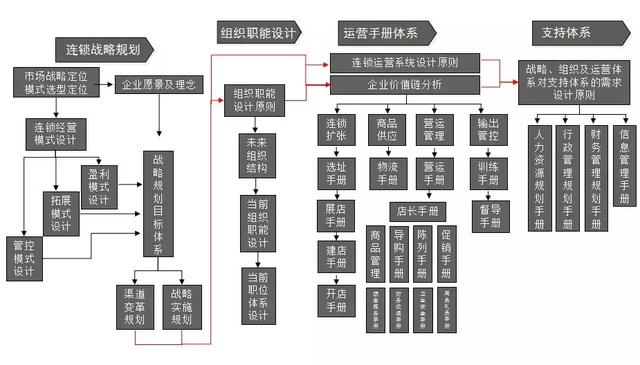 连锁战略规划
组织职能设计
运营手册体系
支持体系
市场战略定位
模式选型定位
企业愿景及理念
连锁经营
模式设计
盈利
模式
设计
拓展
模式
设计
管控
模式
设计
战略规划目标体系
渠道
变革
规划
战略
实施
规划
组织职能
设计原则
未来
组织
结构
当前
组织
职能
设计
当前
职位
体系
设计
连锁运营系统设计原则
企业价值链分析
连锁
扩张
选址
手册
展店
手册
建店
手册
开店
手册
商品
供应
物流
手册
营运
管理
营运
手册
店长手册
商品管理
导购手册
陈列手册
促销手册
输出
管控
训练
手册
督导
手册
战略、组织及运营体
系对支持体系的需求
设计原则
人力资源规划手册
行政管理规划手册
财务管理规划手册
信息管理手册